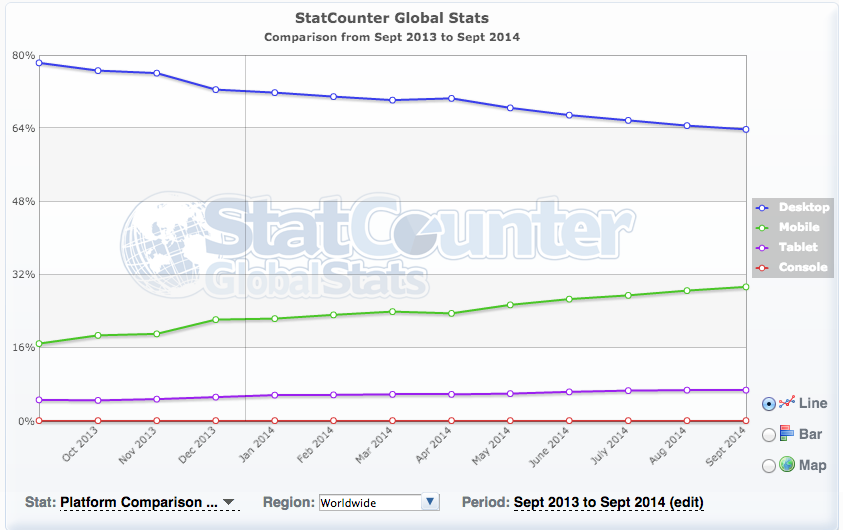 StatCounter Global Stats
Comparison from Sept 2013 to Sept 2014
80%
64%
48%
32%
16%
0%
StatCounter
GlobalStats
Desktop
Mobile
Tablet
Console
Oct 2013
Nov 2013
Dec 2013
Jan 2014
Feb 2014
Mar 2014
Apr 2014
May 2014
June 2014
July 2014
Aug 2014
Sept 2014
Line
Bar
Map
Stat: Platform Comparison ... Region: Worldwide Period: Sept 2013 to Sept 2014 (edit)